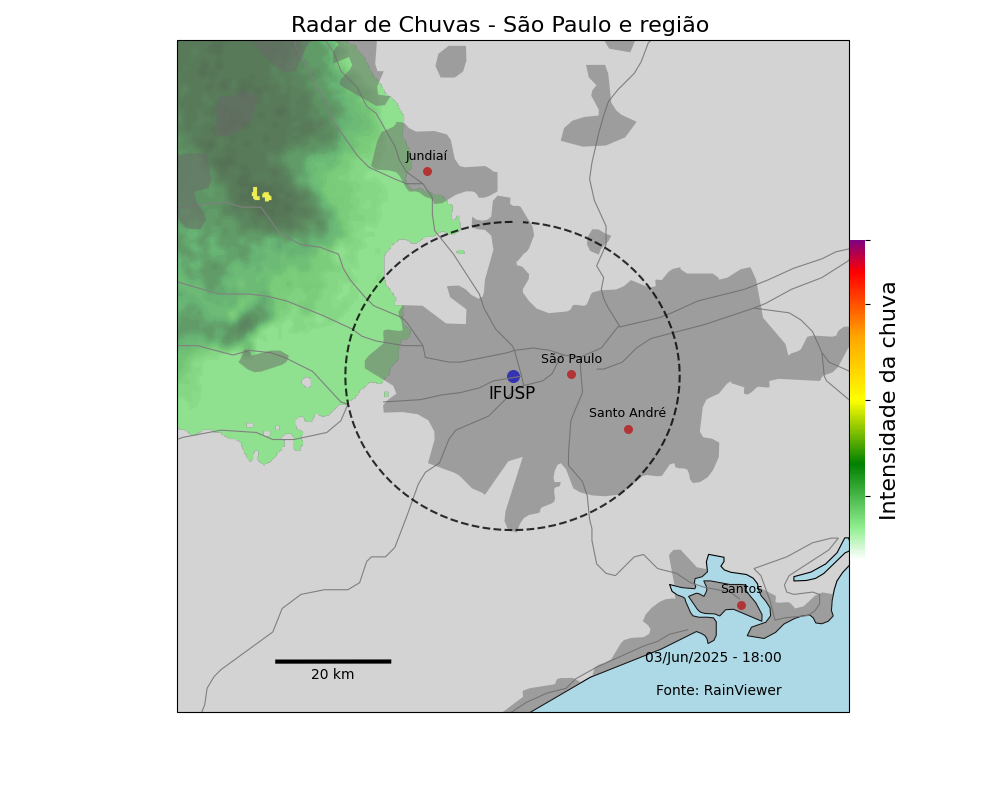 Radar de Chuvas - São Paulo e região
Jundiaí
São Paulo
IFUSP
Santo André
Intensidade da chuva
Santos
03/Jun/2025 - 18:00
20 km
Fonte: RainViewer